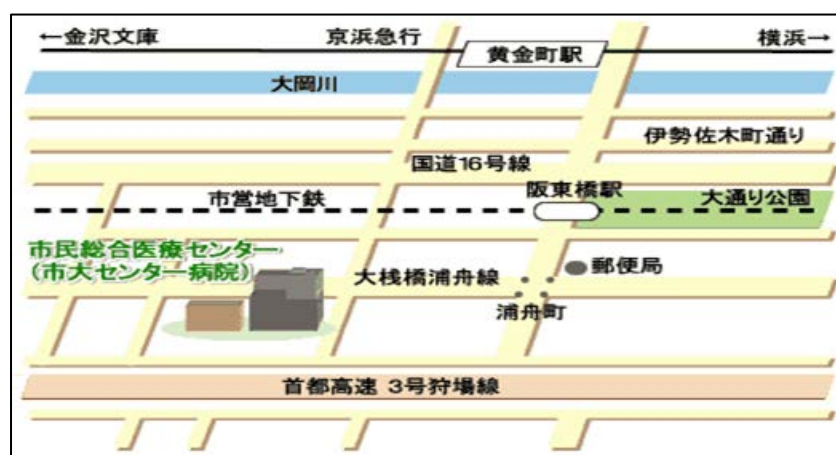 ←金沢文庫
京浜急行
黄金町駅
横浜→
大岡川
伊勢佐木町通り
国道16号線
市営地下鉄
阪東橋駅
大通り公園
市民総合医療センター
(市大センター病院)
大桟橋浦舟線
郵便局
浦舟町
首都高速 3号狩場線